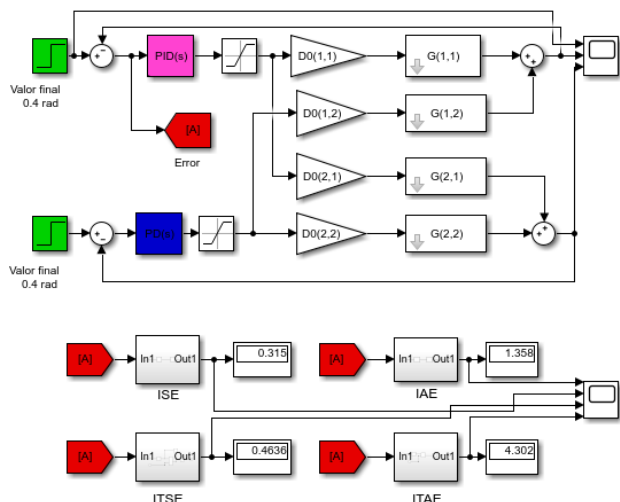 PID(s)
D0(1,1)
G(1,1)
Valor final
0.4 rad
D0(1,2)
G(1,2)
[A]
Error
D0(2,1)
G(2,1)
PD(s)
D0(2,2)
G(2,2)
Valor final
0.4 rad
[A]
In1
Out1
0.315
ISE
[A]
In1
Out1
1.358
IAE
[A]
In1
Out1
0.4636
ITSE
[A]
In1
Out1
4.302
ITAE